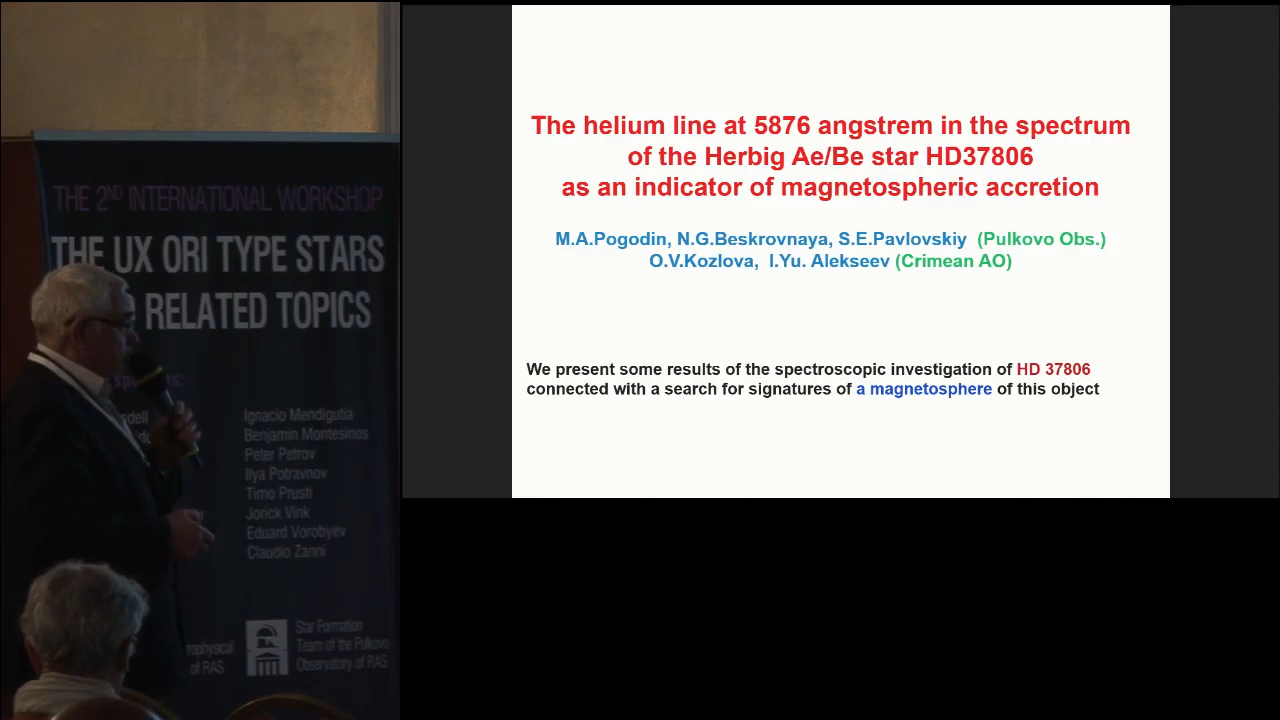 THE 2ND INTERNATIONAL WORKSHOP
THE UX ORI TYPE STARS
RELATED TOPICS
Ignacio Mendigutia
Benjamin Montesinos
Peter Petrov
Ilya Potravnov
Timo Prusti
Jorick Vink
Eduard Vorobyev
Claudio Zanni
of RAS
Star Formation
Team of the Pulkovo
Observatory of RAS
The helium line at 5876 angstrem in the spectrum
of the Herbig Ae/Be star HD37806
as an indicator of magnetospheric accretion
M.A.Pogodin, N.G.Beskrovnaya, S.E.Pavlovskiy (Pulkovo Obs.)
O.V.Kozlova, I.Yu. Alekseev (Crimean AO)
We present some results of the spectroscopic investigation of HD 37806
connected with a search for signatures of a magnetosphere of this object